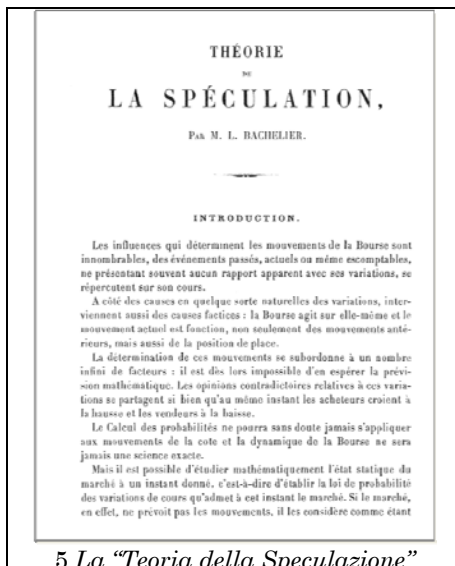 THÉORIE
DE
LA SPÉCULATION,
PAR M. L. BACHELIER.
INTRODUCTION.
Les influences qui déterminent les mouvements de la Bourse sont
innombrables, des événements passés, actuels ou même escomptables,
ne présentant souvent aucun rapport apparent avec ses variations, se
répercutent sur son cours.
A côté des causes en quelque sorte naturelles des variations, inter-
viennent aussi des causes factices : la Bourse agit sur elle-même et le
mouvement actuel est fonction, non seulement des mouvements anté-
rieurs, mais aussi de la position de place.
La détermination de ces mouvements se subordonne à un nombre
infini de facteurs : il est dès lors impossible d'en espérer la prévi-
sion mathématique. Les opinions contradictoires relatives à ces varia-
tions se partagent si bien qu'au même instant les acheteurs croient à
la hausse et les vendeurs à la baisse.
Le Calcul des probabilités ne pourra sans doute jamais s'appliquer
aux mouvements de la cote et la dynamique de la Bourse ne sera
jamais une science exacte.
Mais il est possible d'étudier mathématiquement l'état statique du
marché à un instant donné, c'est-à-dire d'établir la loi de probabilité
des variations de cours qu'admet à cet instant le marché. Si le marché,
en effet, ne prévoit pas les mouvements, il les considère comme étant
5 La “Teoria della Speculazione”